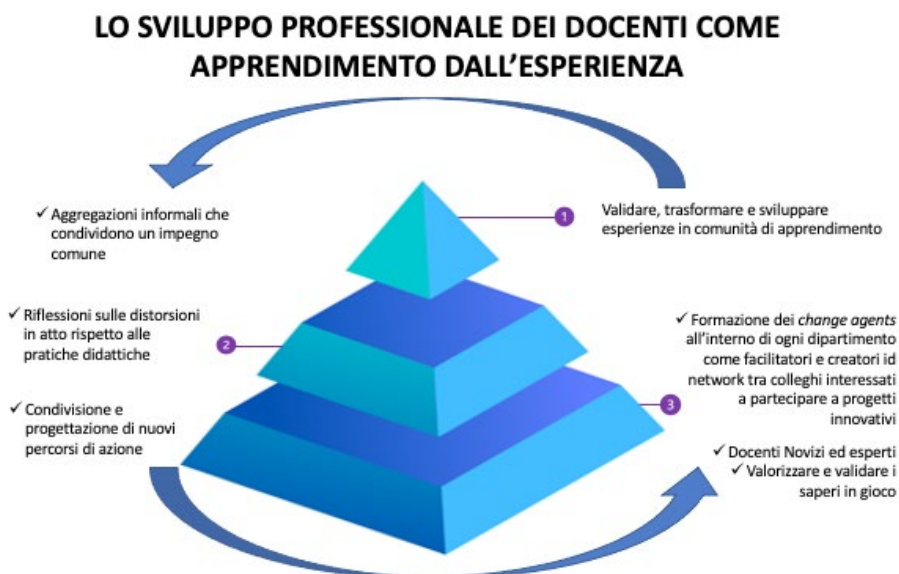 LO SVILUPPO PROFESSIONALE DEI DOCENTI COME
APPRENDIMENTO DALL'ESPERIENZA
✓ Aggregazioni informali che
condividono un impegno
comune
1
Validare, trasformare e sviluppare
esperienze in comunità di apprendimento
✓ Riflessioni sulle distorsioni
in atto rispetto alle
pratiche didattiche
2
✓ Condivisione e
progettazione di nuovi
percorsi di azione
3
✓ Formazione dei change agents
all'interno di ogni dipartimento
come facilitatori e creatori id
network tra colleghi interessati
a partecipare a progetti
innovativi
✓ Docenti Novizi ed esperti
✓ Valorizzare e validare i
saperi in gioco